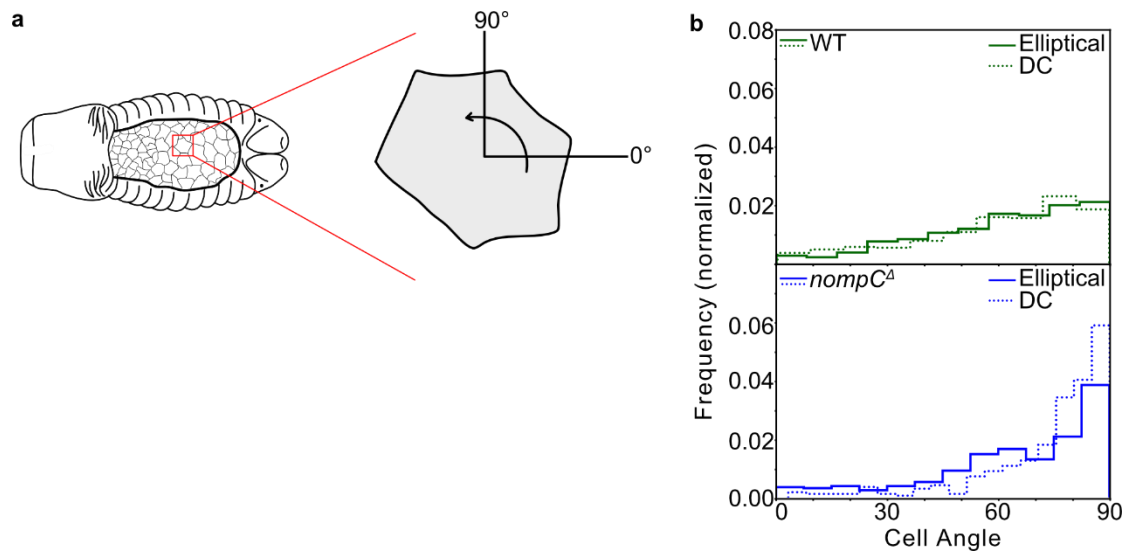 a
90°
0°
b
Frequency (normalized)
0.08
0.06
0.04
0.02
WT
Elliptical
DC
0.06
0.04
0.02
0.00
nompC^Δ
Elliptical
DC
0
30
60
90
Cell Angle